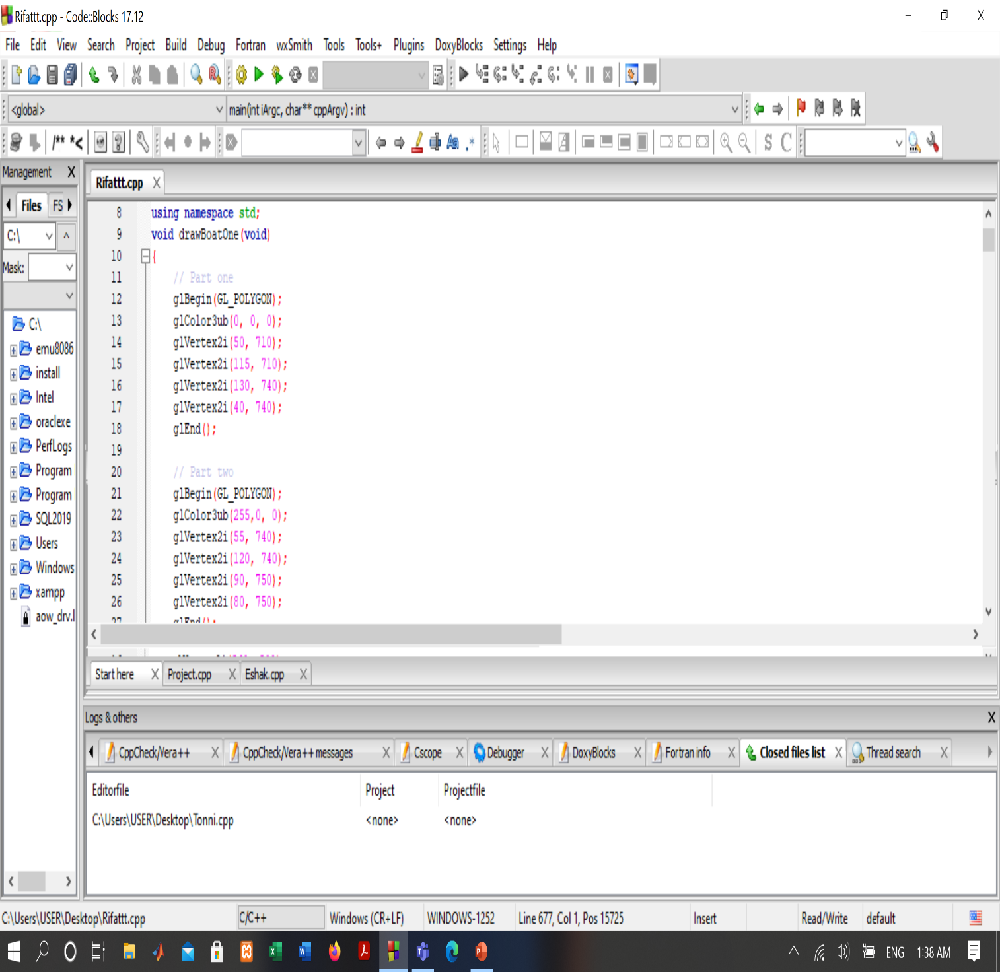 Rifattt.cpp - Code::Blocks 17.12
File Edit View Search Project Build Debug Fortran wxSmith Tools Tools+ Plugins DoxyBlocks Settings Help
<global> main(int iArgc, char** cppArgv) : int
/** *< Aa .* S C
Management X
Files FS
C:\
Mask:
C:\
emu8086
install
Intel
oraclexe
PerfLogs
Program
Program
SQL2019
Users
Windows
xampp
aow_drv.l
Rifattt.cpp X
8 using namespace std;
9 void drawBoatOne(void)
10 {
11 // Part one
12 glBegin(GL_POLYGON);
13 glColor3ub(0, 0, 0);
14 glVertex2i(50, 710);
15 glVertex2i(115, 710);
16 glVertex2i(130, 740);
17 glVertex2i(40, 740);
18 glEnd();
19
20 // Part two
21 glBegin(GL_POLYGON);
22 glColor3ub(255,0, 0);
23 glVertex2i(55, 740);
24 glVertex2i(120, 740);
25 glVertex2i(90, 750);
26 glVertex2i(80, 750);
27 glEnd();
Start here X Project.cpp X Eshak.cpp X
Logs & others X
CppCheck/Vera++ X CppCheck/Vera++ messages X Cscope X Debugger X DoxyBlocks X Fortran info X Closed files list X Thread search X
Editorfile Project Projectfile
C:\Users\USER\Desktop\Tonni.cpp <none> <none>
C:\Users\USER\Desktop\Rifattt.cpp C/C++ Windows (CR+LF) WINDOWS-1252 Line 677, Col 1, Pos 15725 Insert Read/Write default
ENG 1:38 AM